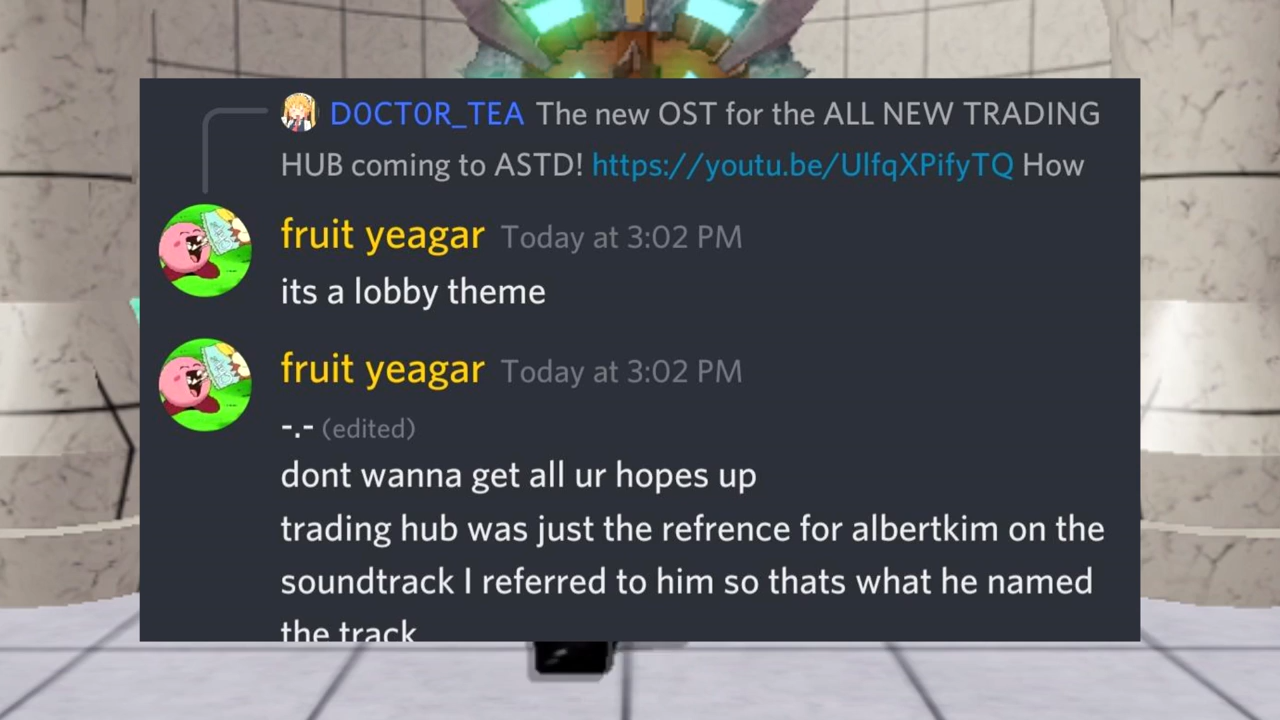 D0CT0R_TEA The new OST for the ALL NEW TRADING
HUB coming to ASTD! https://youtu.be/UlfqXPifyTQ How
fruit yeagar Today at 3:02 PM
its a lobby theme
fruit yeagar Today at 3:02 PM
-.- (edited)
dont wanna get all ur hopes up
trading hub was just the refrence for albertkim on the
soundtrack I referred to him so thats what he named
the track